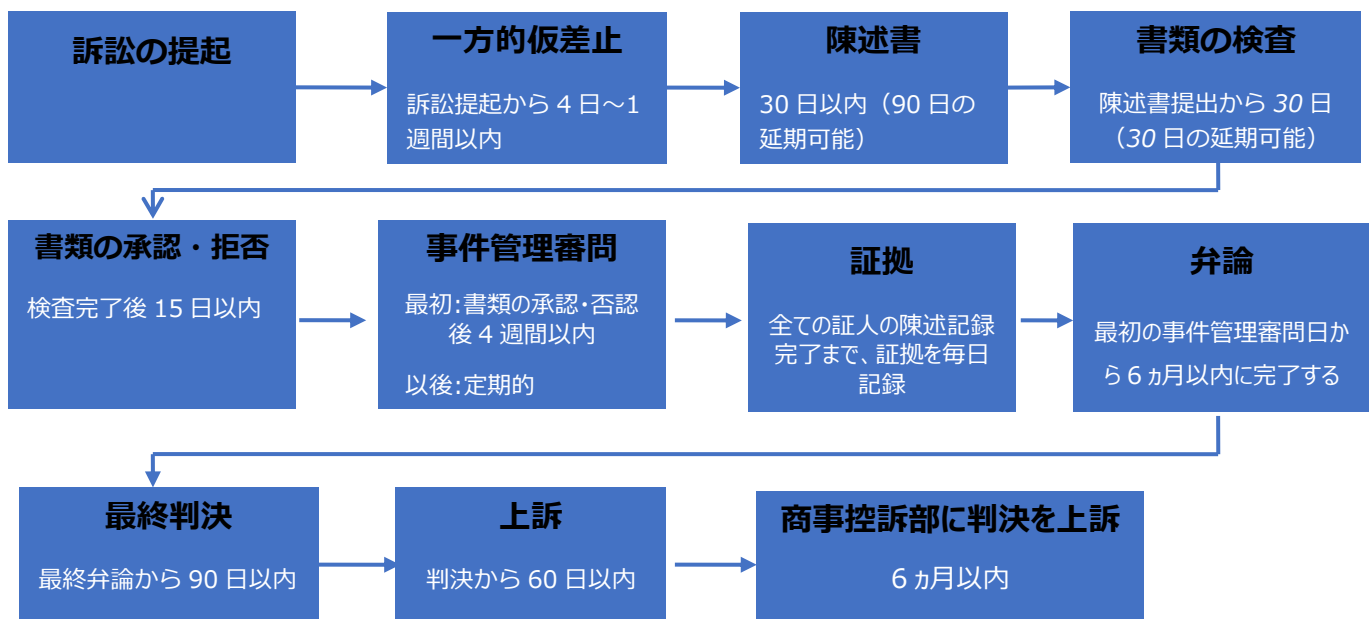 訴訟の提起
一方的仮差止
訴訟提起から 4 日～1
週間以内
陳述書
30 日以内（90 日の
延期可能）
書類の検査
陳述書提出から 30 日
（30 日の延期可能）
書類の承認・拒否
検査完了後 15 日以内
事件管理審問
最初:書類の承認・否認
後 4 週間以内
以後:定期的
証拠
全ての証人の陳述記録
完了まで、証拠を毎日
記録
弁論
最初の事件管理審問日か
ら 6 ヵ月以内に完了する
最終判決
最終弁論から 90 日以内
上訴
判決から 60 日以内
商事控訴部に判決を上訴
6 ヵ月以内